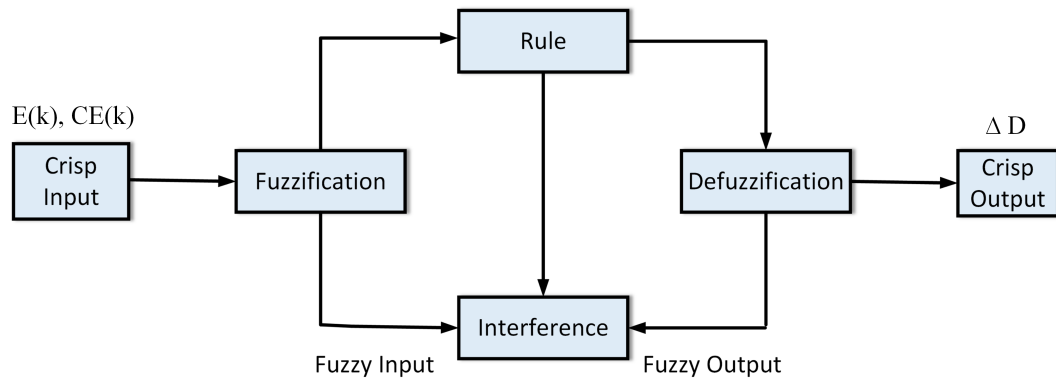 Rule
E(k), CE(k)
Δ D
Crisp
Input
Fuzzification
Defuzzification
Crisp
Output
Interference
Fuzzy Input
Fuzzy Output